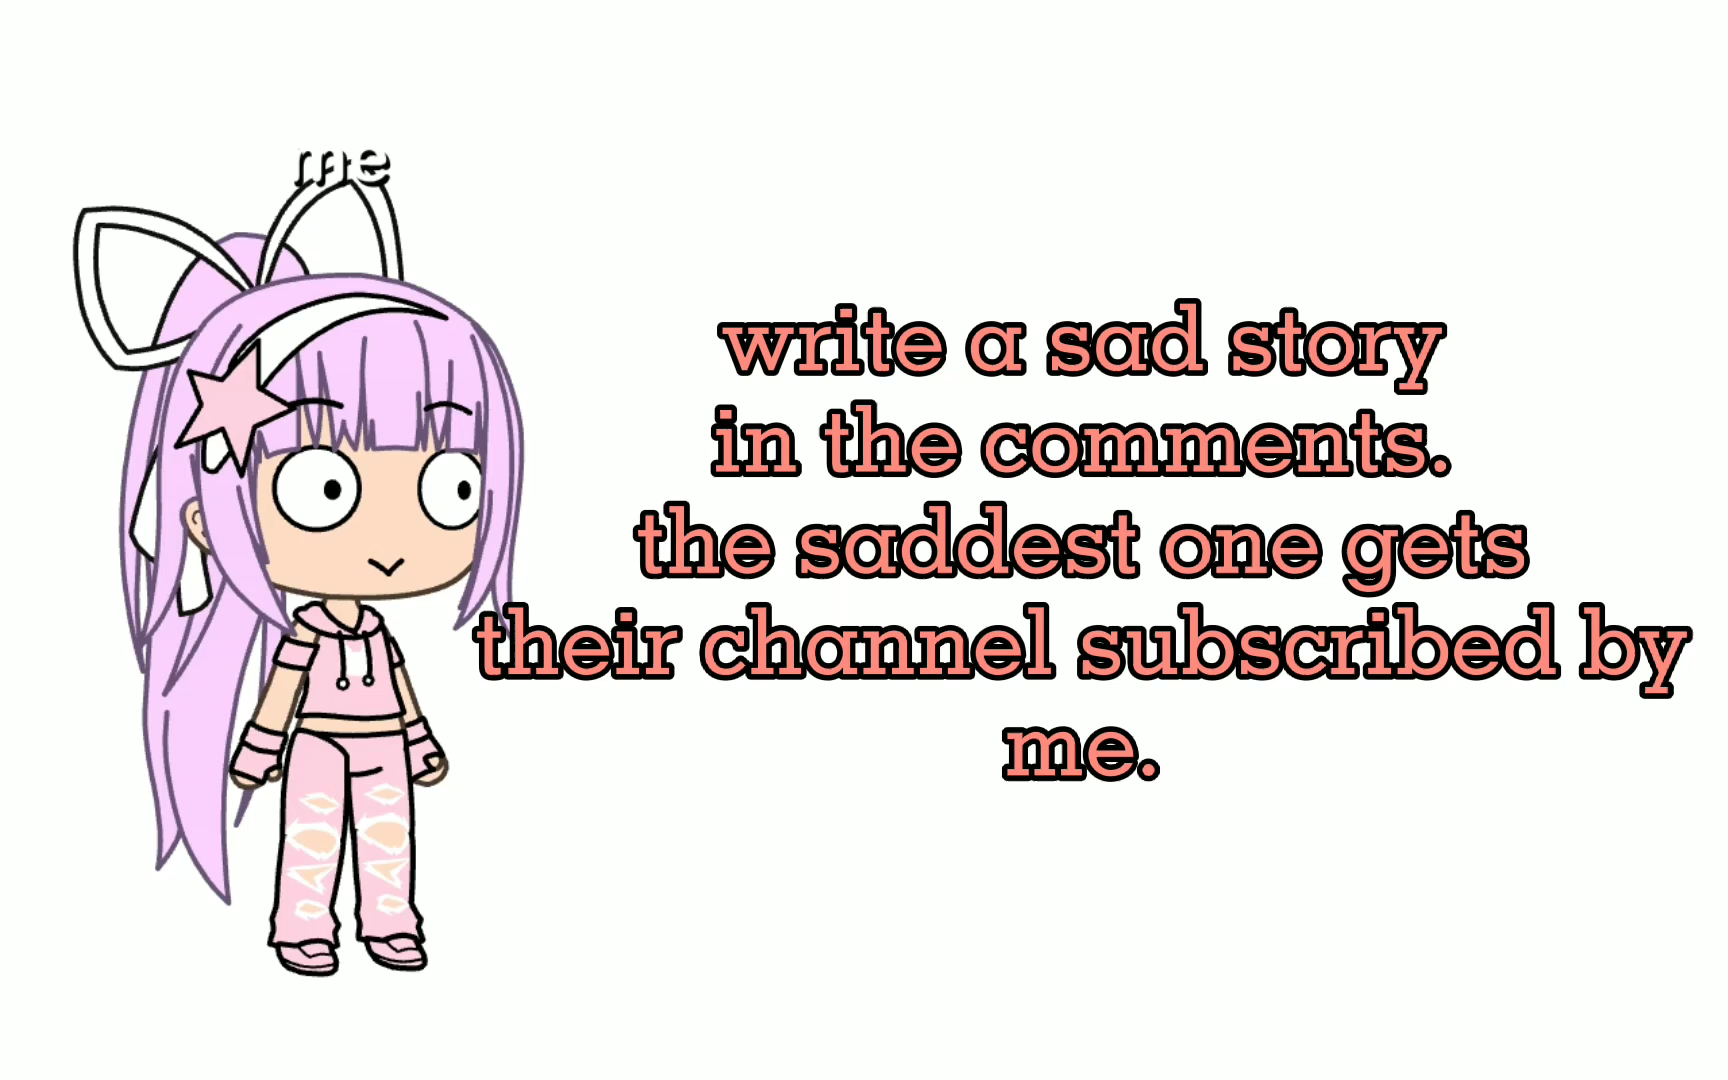 me
write a sad story
in the comments.
the saddest one gets
their channel subscribed by
me.